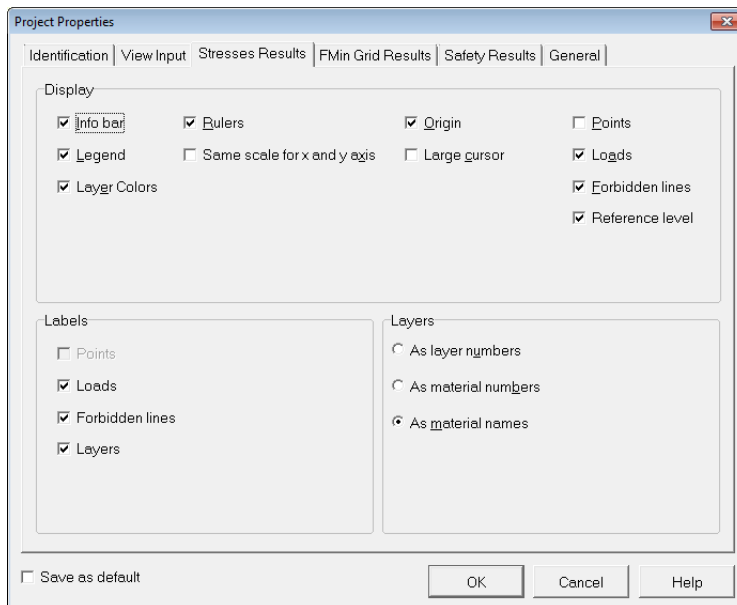 Project Properties
Identification View Input Stresses Results FMin Grid Results Safety Results General
Display
Info bar Rulers Origin Points
Legend Same scale for x and y axis Large cursor Loads
Layer Colors Forbidden lines
Reference level
Labels
Points
Loads
Forbidden lines
Layers
Layers
As layer numbers
As material numbers
As material names
Save as default OK Cancel Help